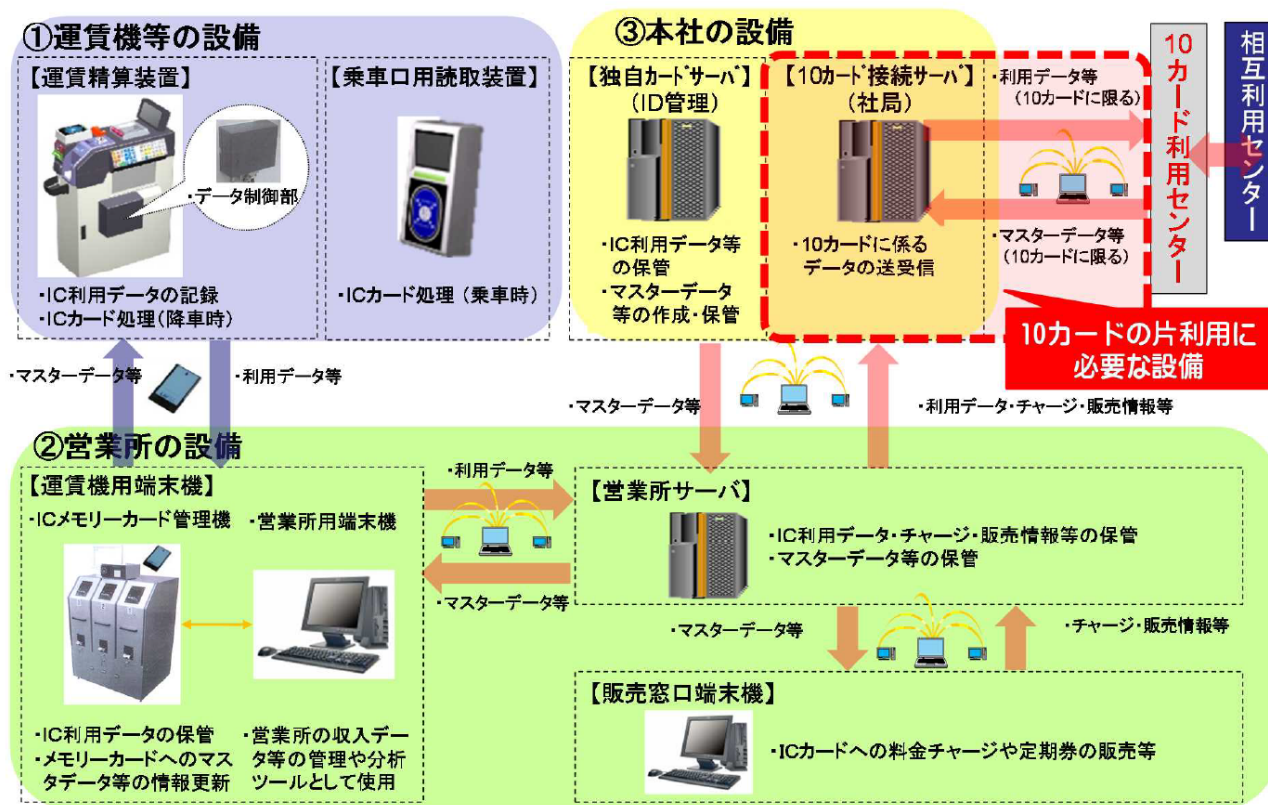 ①運賃機等の設備
【運賃精算装置】
・データ制御部
・IC利用データの記録
・ICカード処理(降車時)
【乗車口用読取装置】
・ICカード処理(乗車時)
③本社の設備
【独自カードサーバ】
(ID管理)
・IC利用データ等
の保管
・マスターデータ
等の作成・保管
【10カード接続サーバ】
(社局)
・10カードに係る
データの送受信
・利用データ等
(10カードに限る)
・マスターデータ等
(10カードに限る)
10カード利用センター
相互利用センター
10カードの片利用に
必要な設備
・マスターデータ等
・利用データ等
・マスターデータ等
・利用データ・チャージ・販売情報等
②営業所の設備
【運賃機用端末機】
・ICメモリーカード管理機
・営業所用端末機
・IC利用データの保管
・メモリーカードへのマス
タデータ等の情報更新
・営業所の収入デー
タ等の管理や分析
ツールとして使用
・利用データ等
・マスターデータ等
【営業所サーバ】
・IC利用データ・チャージ・販売情報等の保管
・マスターデータ等の保管
・マスターデータ等
・チャージ・販売情報等
【販売窓口端末機】
・ICカードへの料金チャージや定期券の販売等